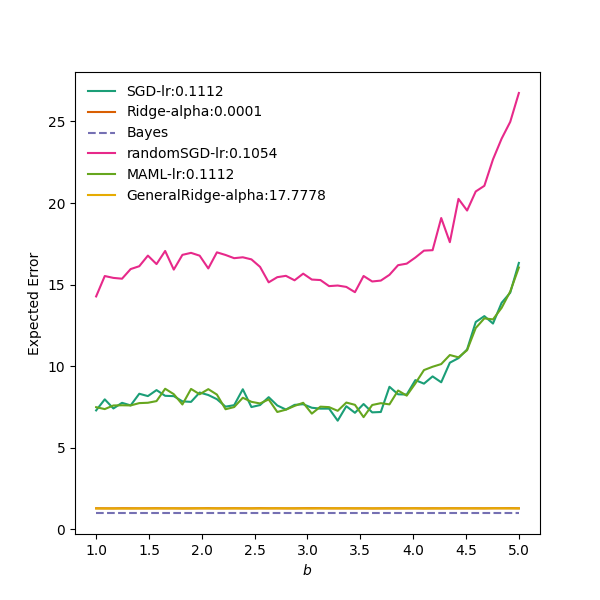 SGD-lr:0.1112
Ridge-alpha:0.0001
Bayes
randomSGD-lr:0.1054
MAML-lr:0.1112
GeneralRidge-alpha:17.7778
Expected Error
25
20
15
10
5
0
1.0 1.5 2.0 2.5 3.0 3.5 4.0 4.5 5.0
b